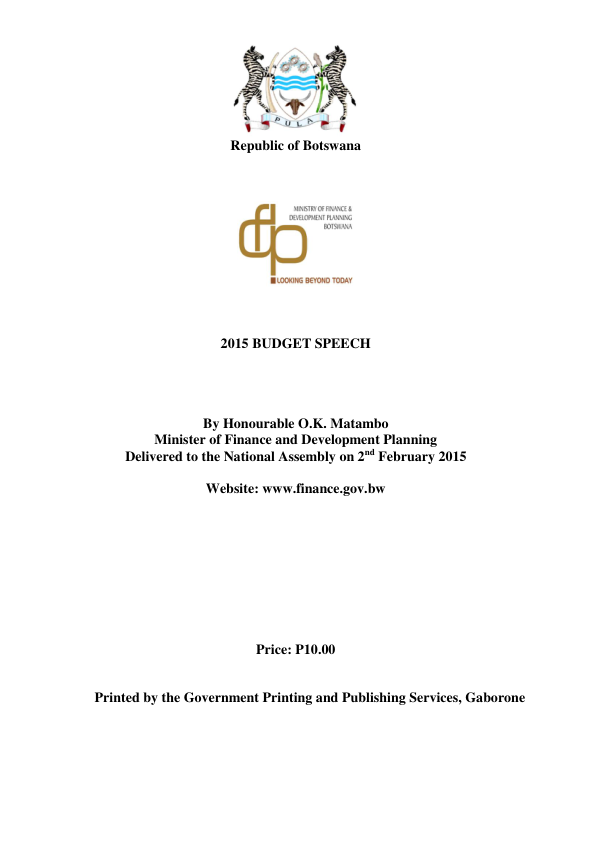 PULA
Republic of Botswana
MINISTRY OF FINANCE &
DEVELOPMENT PLANNING
BOTSWANA
dfp
LOOKING BEYOND TODAY
2015 BUDGET SPEECH
By Honourable O.K. Matambo
Minister of Finance and Development Planning
Delivered to the National Assembly on 2nd February 2015
Website: www.finance.gov.bw
Price: P10.00
Printed by the Government Printing and Publishing Services, Gaborone